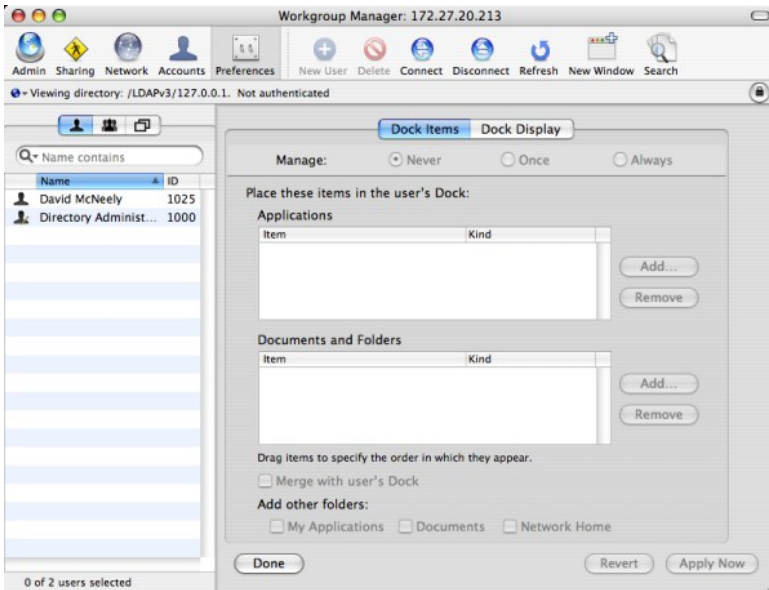 Workgroup Manager: 172.27.20.213
Admin Sharing Network Accounts Preferences New User Delete Connect Disconnect Refresh New Window Search
Viewing directory: /LDAPv3/127.0.0.1. Not authenticated
Dock Items Dock Display
Name contains
Manage: Never Once Always
Name ID
David McNeely 1025
Directory Administ... 1000
Place these items in the user's Dock:
Applications
Item Kind
Add...
Remove
Documents and Folders
Item Kind
Add...
Remove
Drag items to specify the order in which they appear.
Merge with user's Dock
Add other folders:
My Applications Documents Network Home
Done Revert Apply Now
0 of 2 users selected